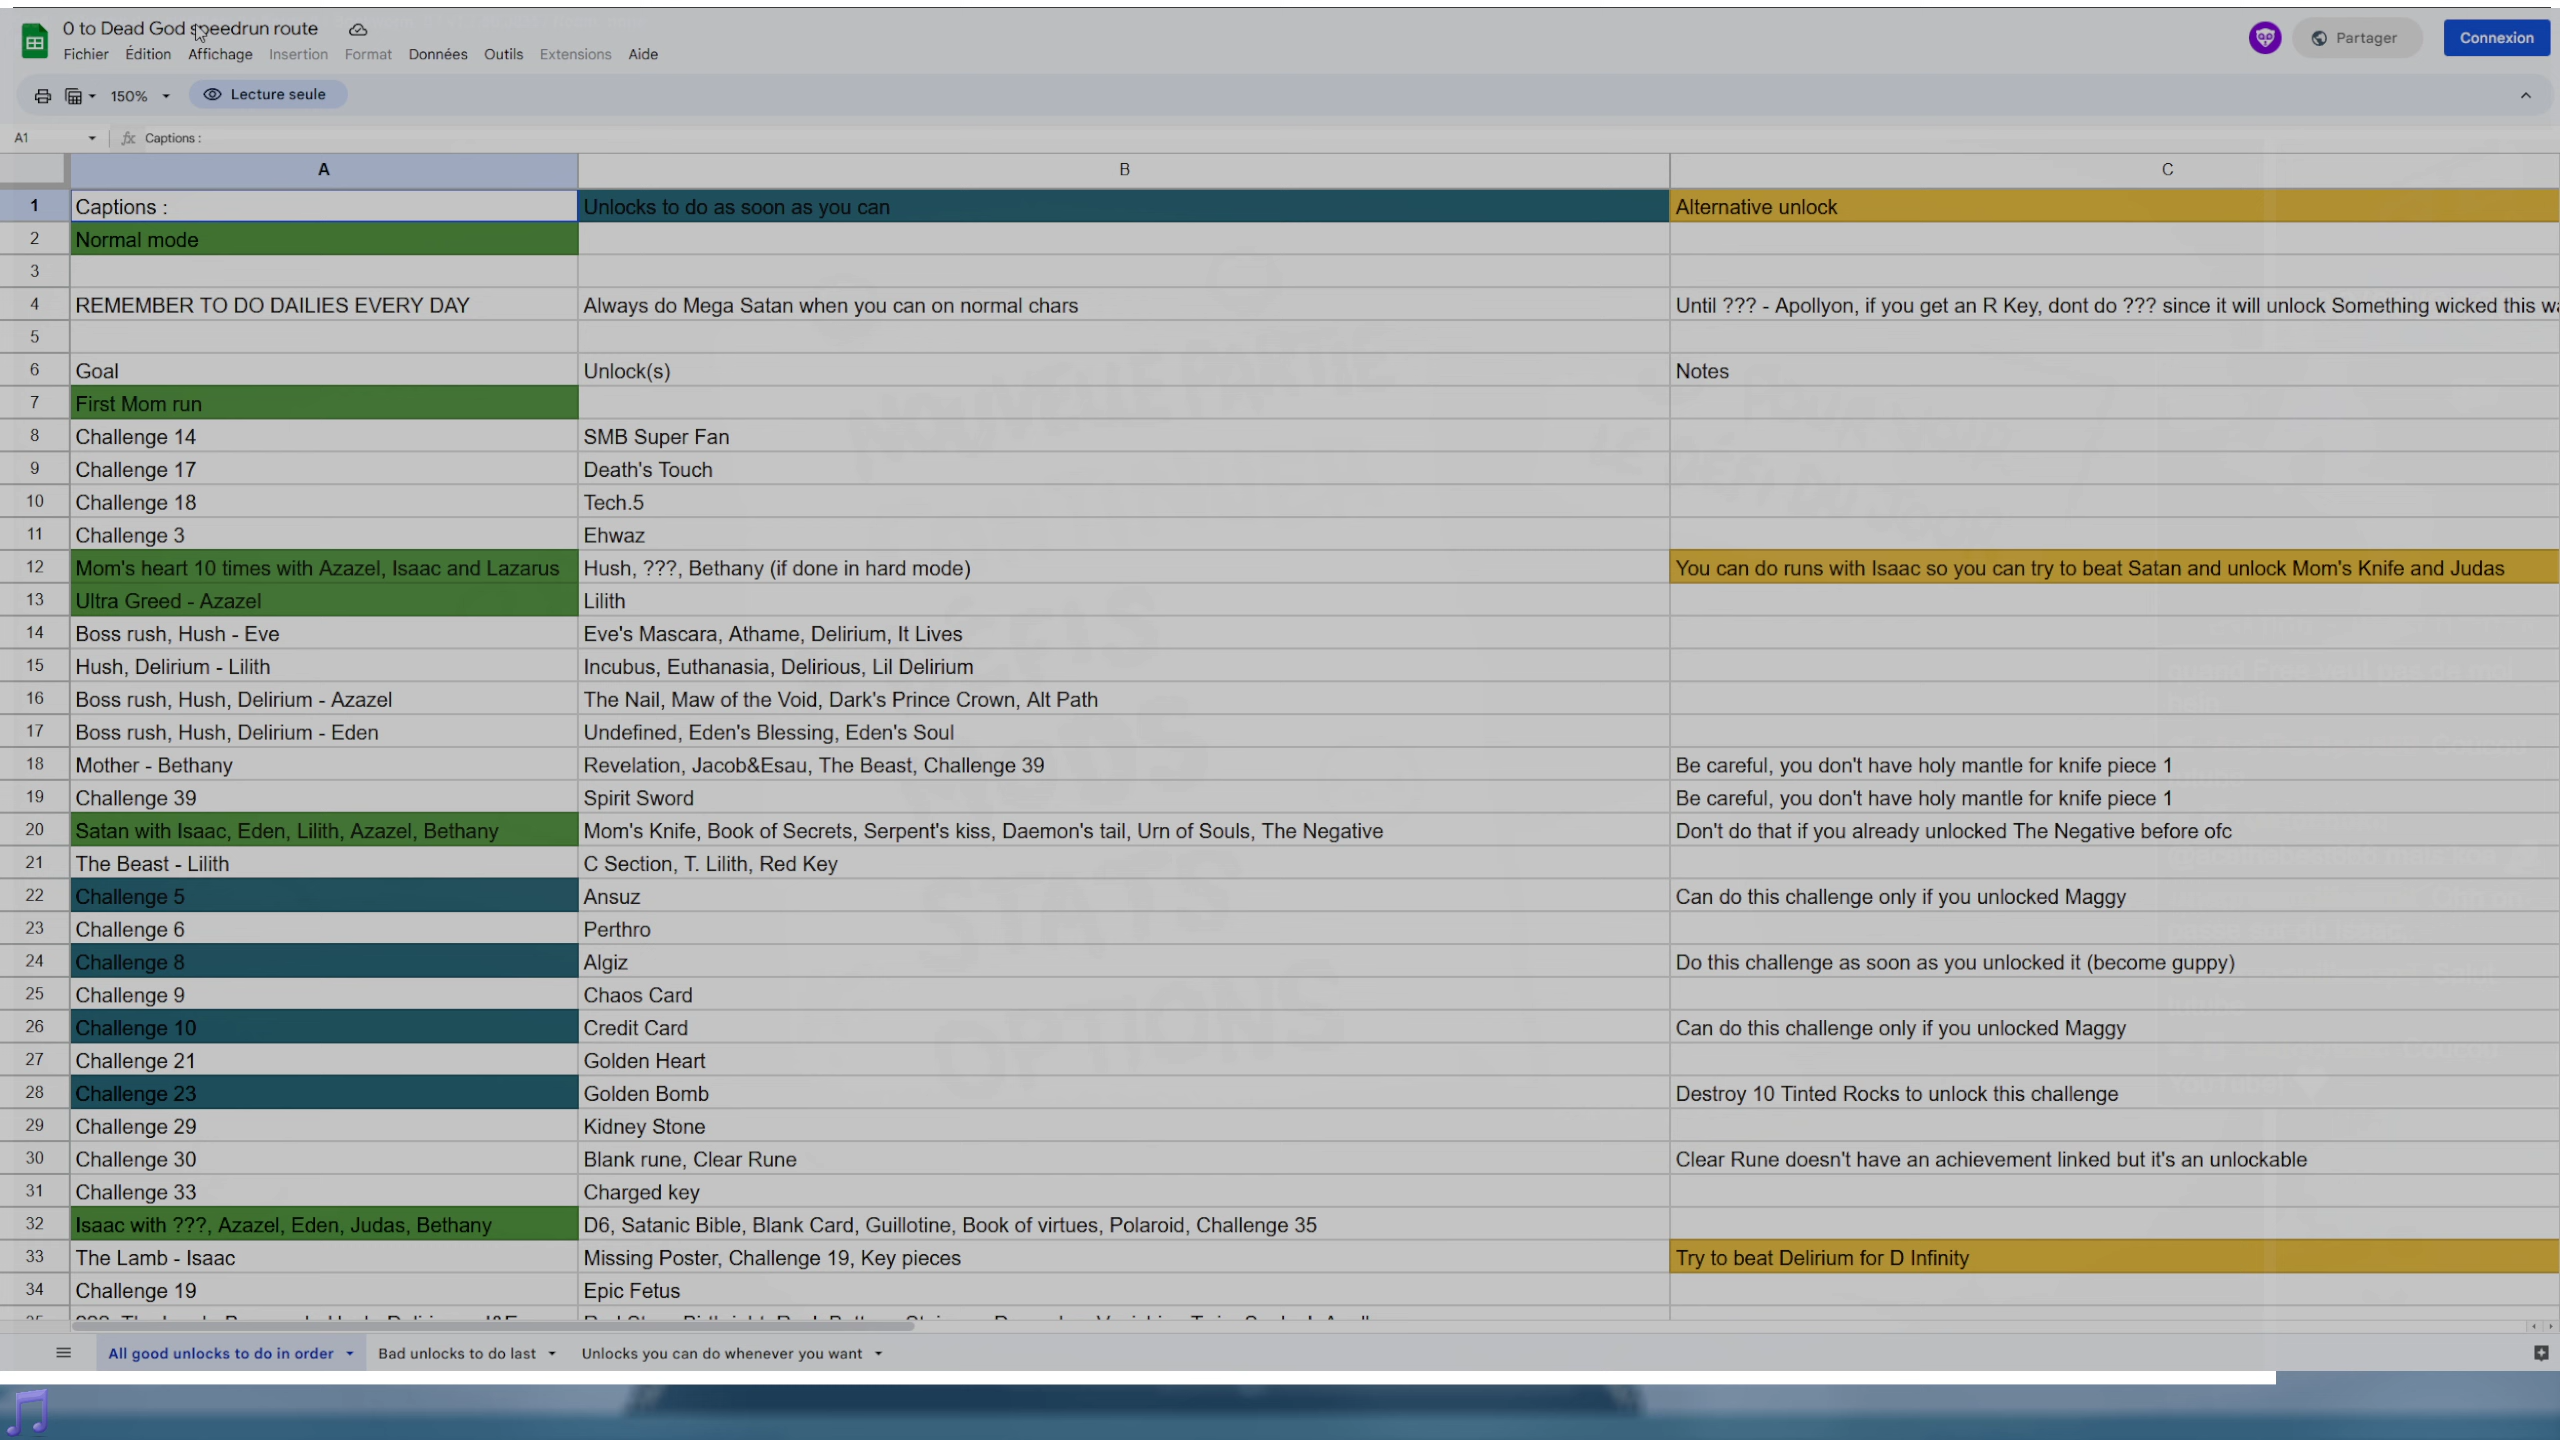 0 to Dead God speedrun route
Fichier Édition Affichage Insertion Format Données Outils Extensions Aide
Partager
Connexion
150% Lecture seule
A1 fx Captions :
A B C
1 Captions : Unlocks to do as soon as you can Alternative unlock
2 Normal mode
3
4 REMEMBER TO DO DAILIES EVERY DAY Always do Mega Satan when you can on normal chars Until ??? - Apollyon, if you get an R Key, dont do ??? since it will unlock Something wicked this
5
6 Goal Unlock(s) Notes
7 First Mom run
8 Challenge 14 SMB Super Fan
9 Challenge 17 Death's Touch
10 Challenge 18 Tech.5
11 Challenge 3 Ehwaz
12 Mom's heart 10 times with Azazel, Isaac and Lazarus Hush, ???, Bethany (if done in hard mode) You can do runs with Isaac so you can try to beat Satan and unlock Mom's Knife and Judas
13 Ultra Greed - Azazel Lilith
14 Boss rush, Hush - Eve Eve's Mascara, Athame, Delirium, It Lives
15 Hush, Delirium - Lilith Incubus, Euthanasia, Delirious, Lil Delirium
16 Boss rush, Hush, Delirium - Azazel The Nail, Maw of the Void, Dark's Prince Crown, Alt Path
17 Boss rush, Hush, Delirium - Eden Undefined, Eden's Blessing, Eden's Soul
18 Mother - Bethany Revelation, Jacob&Esau, The Beast, Challenge 39 Be careful, you don't have holy mantle for knife piece 1
19 Challenge 39 Spirit Sword Be careful, you don't have holy mantle for knife piece 1
20 Satan with Isaac, Eden, Lilith, Azazel, Bethany Mom's Knife, Book of Secrets, Serpent's kiss, Daemon's tail, Urn of Souls, The Negative Don't do that if you already unlocked The Negative before ofc
21 The Beast - Lilith C Section, T. Lilith, Red Key
22 Challenge 5 Ansuz Can do this challenge only if you unlocked Maggy
23 Challenge 6 Perthro
24 Challenge 8 Algiz Do this challenge as soon as you unlocked it (become guppy)
25 Challenge 9 Chaos Card
26 Challenge 10 Credit Card Can do this challenge only if you unlocked Maggy
27 Challenge 21 Golden Heart
28 Challenge 23 Golden Bomb Destroy 10 Tinted Rocks to unlock this challenge
29 Challenge 29 Kidney Stone
30 Challenge 30 Blank rune, Clear Rune Clear Rune doesn't have an achievement linked but it's an unlockable
31 Challenge 33 Charged key
32 Isaac with ???, Azazel, Eden, Judas, Bethany D6, Satanic Bible, Blank Card, Guillotine, Book of virtues, Polaroid, Challenge 35
33 The Lamb - Isaac Missing Poster, Challenge 19, Key pieces Try to beat Delirium for D Infinity
34 Challenge 19 Epic Fetus
NOUVELLE PARTIE
LE DÉFI DU JOUR
DÉFIS
MODS
STATS
OPTIONS
All good unlocks to do in order Bad unlocks to do last Unlocks you can do whenever you want